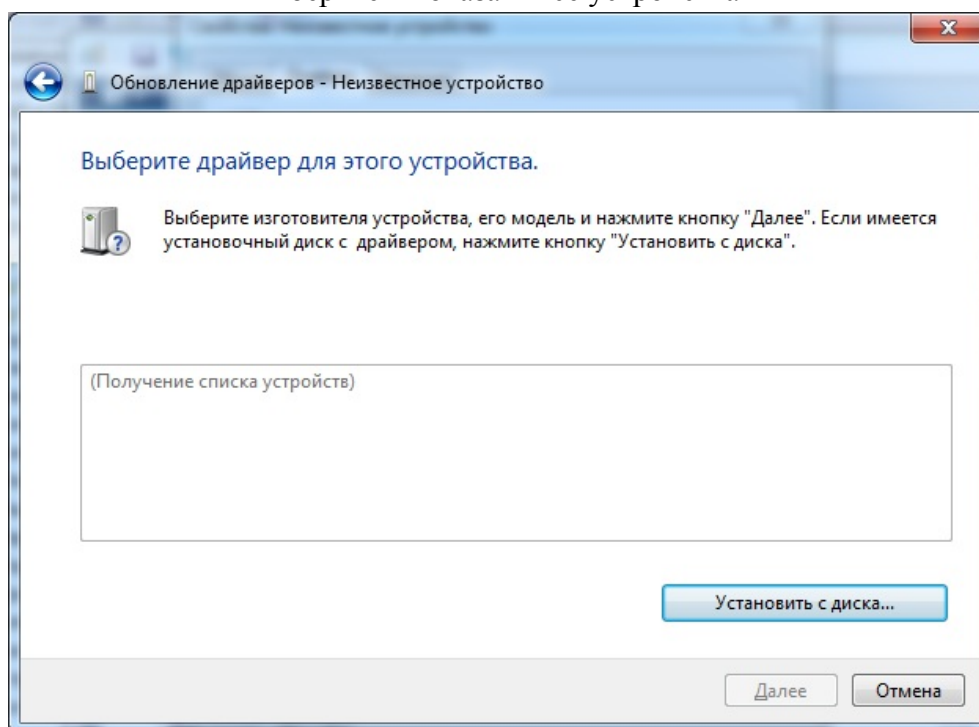 Обновление драйверов - Неизвестное устройство
Выберите драйвер для этого устройства.
Выберите изготовителя устройства, его модель и нажмите кнопку "Далее". Если имеется
установочный диск с драйвером, нажмите кнопку "Установить с диска".
(Получение списка устройств)
Установить с диска...
Далее
Отмена